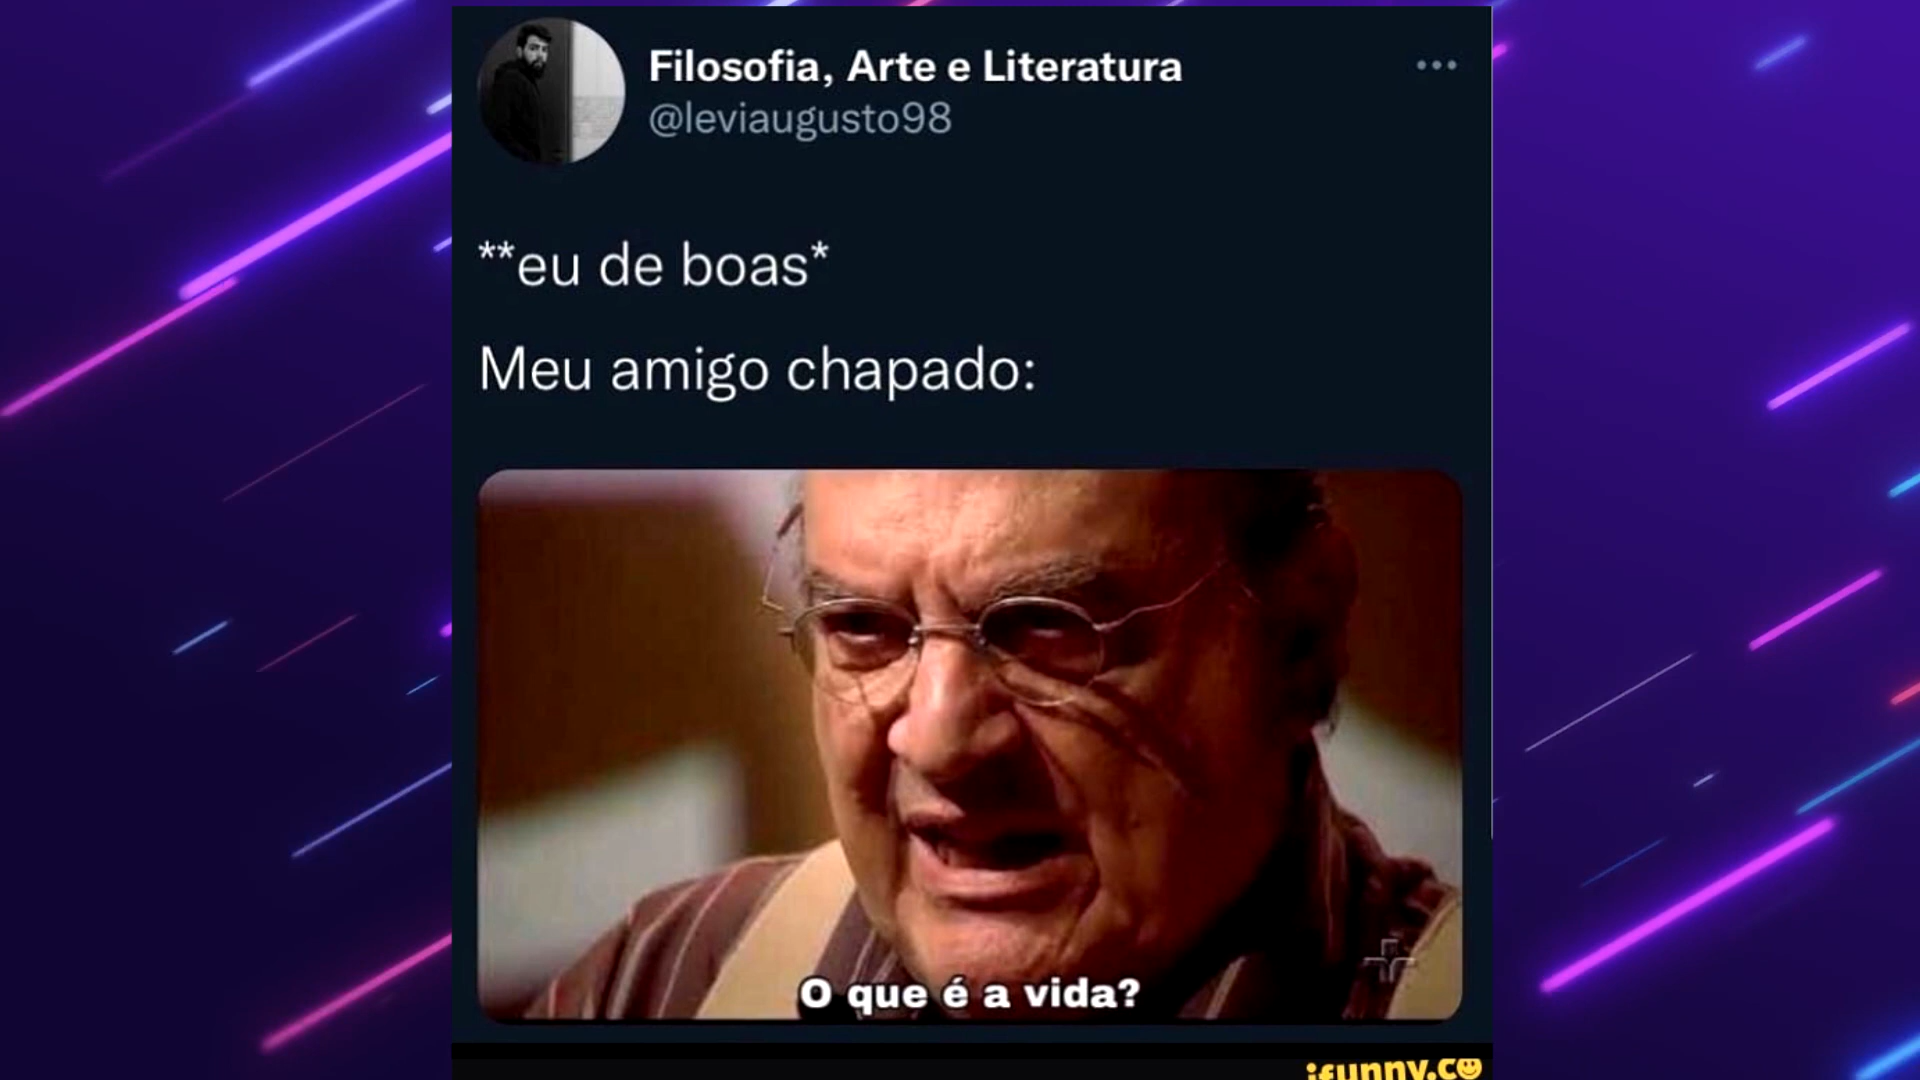 Filosofia, Arte e Literatura
@leviaugusto98
**eu de boas*
Meu amigo chapado:
O que é a vida?
ifunny.co